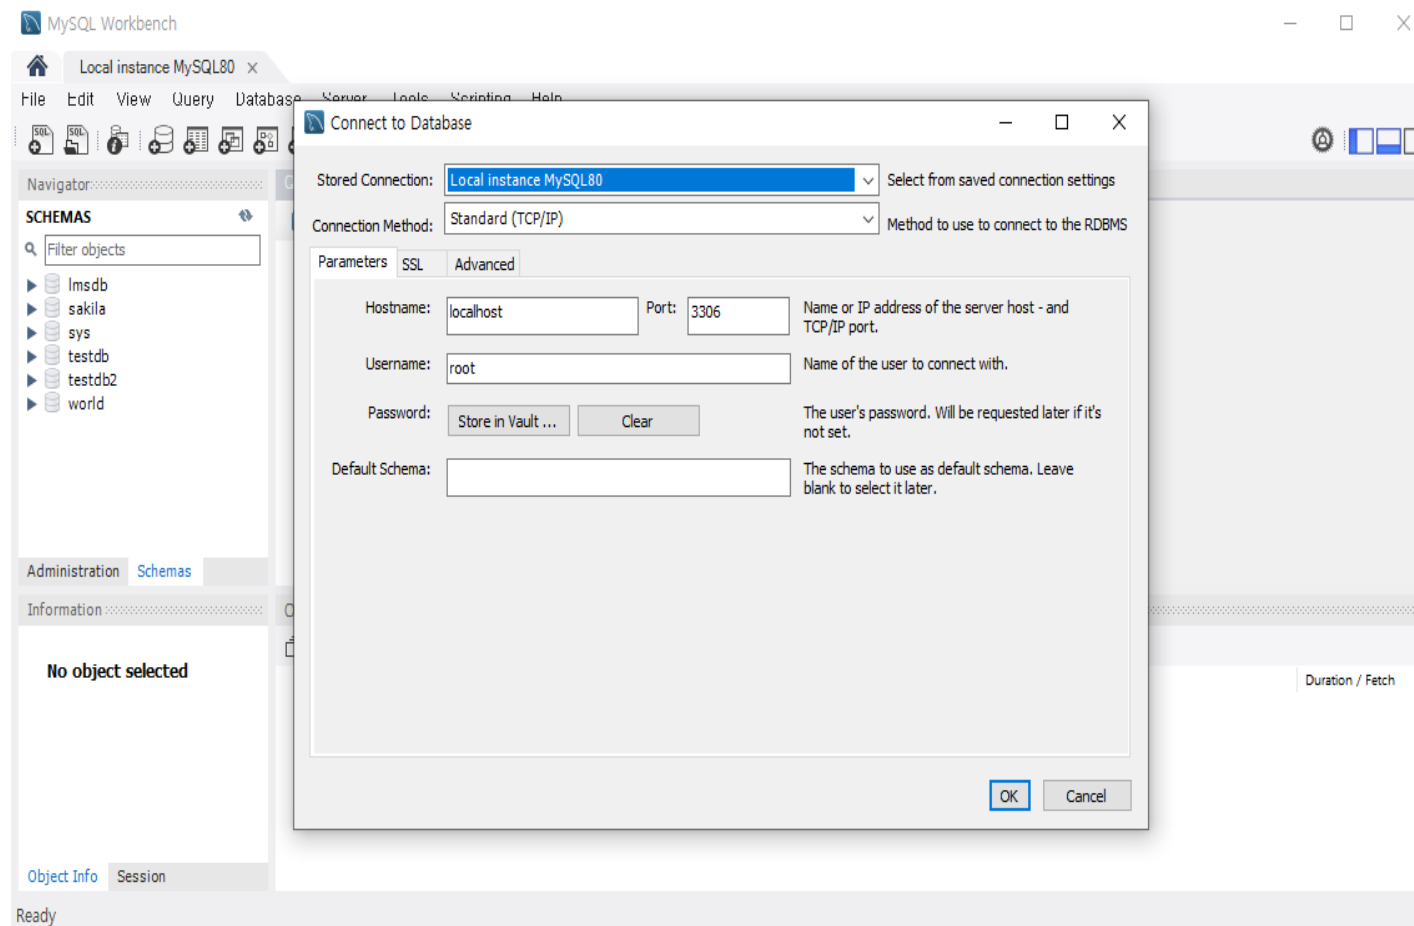 MySQL Workbench
Local instance MySQL80 ×
File Edit View Query Database Server Tools Scripting Help
Connect to Database
Navigator
SCHEMAS
Filter objects
lmsdb
sakila
sys
testdb
testdb2
world
Administration Schemas
Information
No object selected
Object Info Session
Ready
Stored Connection: Local instance MySQL80 Select from saved connection settings
Connection Method: Standard (TCP/IP) Method to use to connect to the RDBMS
Parameters SSL Advanced
Hostname: localhost Port: 3306 Name or IP address of the server host - and
TCP/IP port.
Username: root Name of the user to connect with.
Password: Store in Vault ... Clear The user's password. Will be requested later if it's
not set.
Default Schema: The schema to use as default schema. Leave
blank to select it later.
OK Cancel
Duration / Fetch